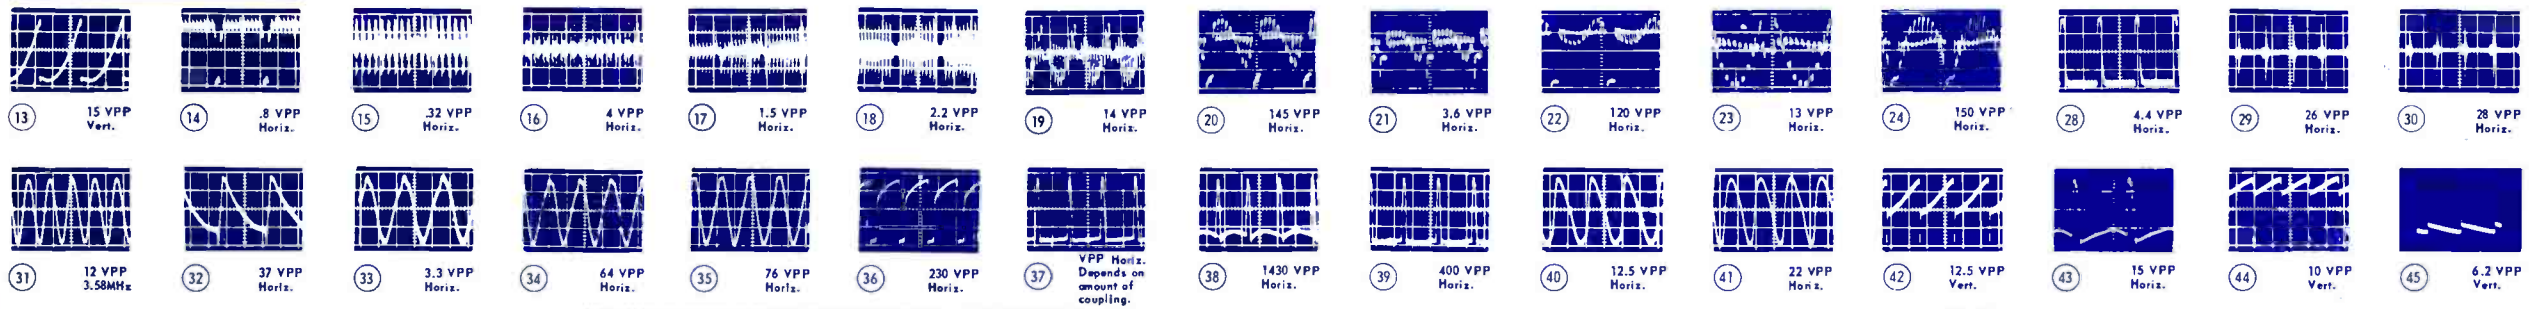 13 15 VPP Vert.
14 .8 VPP Horiz.
15 .32 VPP Horiz.
16 4 VPP Horiz.
17 1.5 VPP Horiz.
18 2.2 VPP Horiz.
19 14 VPP Horiz.
20 145 VPP Horiz.
21 3.6 VPP Horiz.
22 120 VPP Horiz.
23 13 VPP Horiz.
24 150 VPP Horiz.
28 4.4 VPP Horiz.
29 26 VPP Horiz.
30 28 VPP Horiz.
31 12 VPP 3.58MHz
32 37 VPP Horiz.
33 3.3 VPP Horiz.
34 64 VPP Horiz.
35 76 VPP Horiz.
36 230 VPP Horiz.
37 VPP Horiz. Depends on amount of coupling.
38 1430 VPP Horiz.
39 400 VPP Horiz.
40 12.5 VPP Horiz.
41 22 VPP Horiz.
42 12.5 VPP Vert.
43 15 VPP Horiz.
44 10 VPP Vert.
45 6.2 VPP Vert.